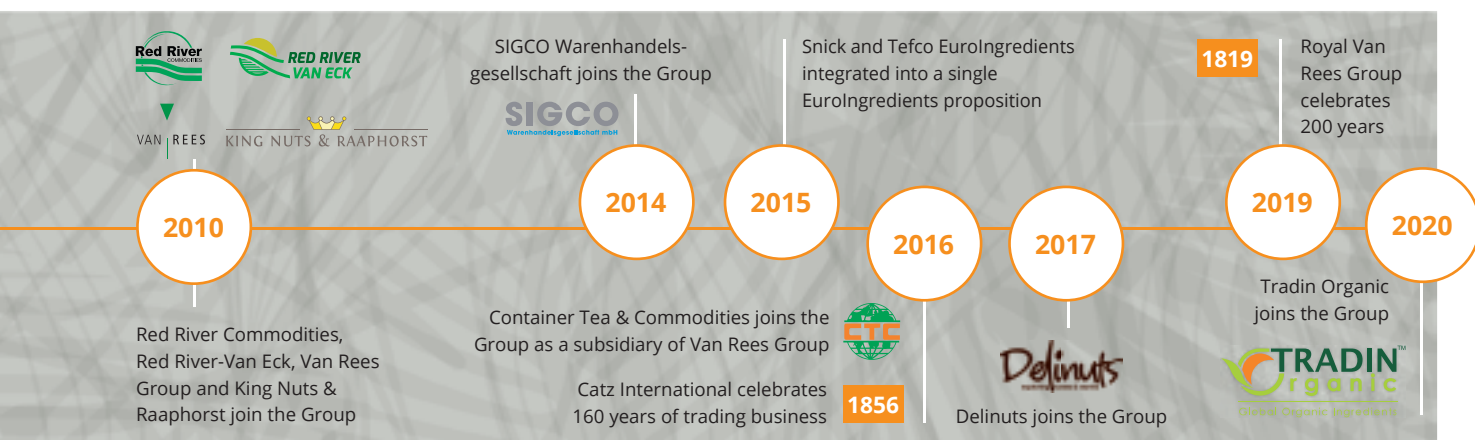 Red River
COMMODITIES
RED RIVER
VAN ECK
VAN REES
KING NUTS & RAAPHORST
2010
Red River Commodities,
Red River-Van Eck, Van Rees
Group and King Nuts &
Raaphorst join the Group
SIGCO Warenhandels-
gesellschaft joins the Group
SIGCO
Warenhandelsgesellschaft mbH
2014
Snick and Tefco EuroIngredients
integrated into a single
EuroIngredients proposition
2015
2016
Container Tea & Commodities joins the
Group as a subsidiary of Van Rees Group
CTC
Catz International celebrates
160 years of trading business
1856
2017
Delinuts
Delinuts joins the Group
1819
Royal Van
Rees Group
celebrates
200 years
2019
2020
Tradin Organic
joins the Group
TRADIN™
Organic